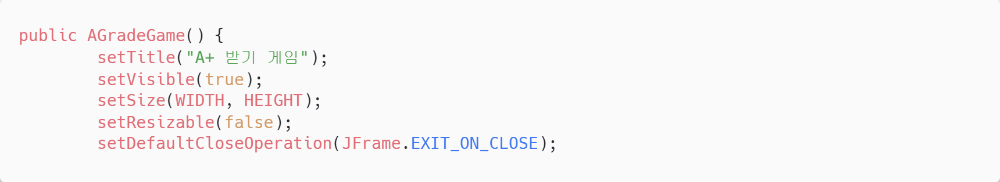 public AGradeGame() {
        setTitle("A+ 받기 게임");
        setVisible(true);
        setSize(WIDTH, HEIGHT);
        setResizable(false);
        setDefaultCloseOperation(JFrame.EXIT_ON_CLOSE);